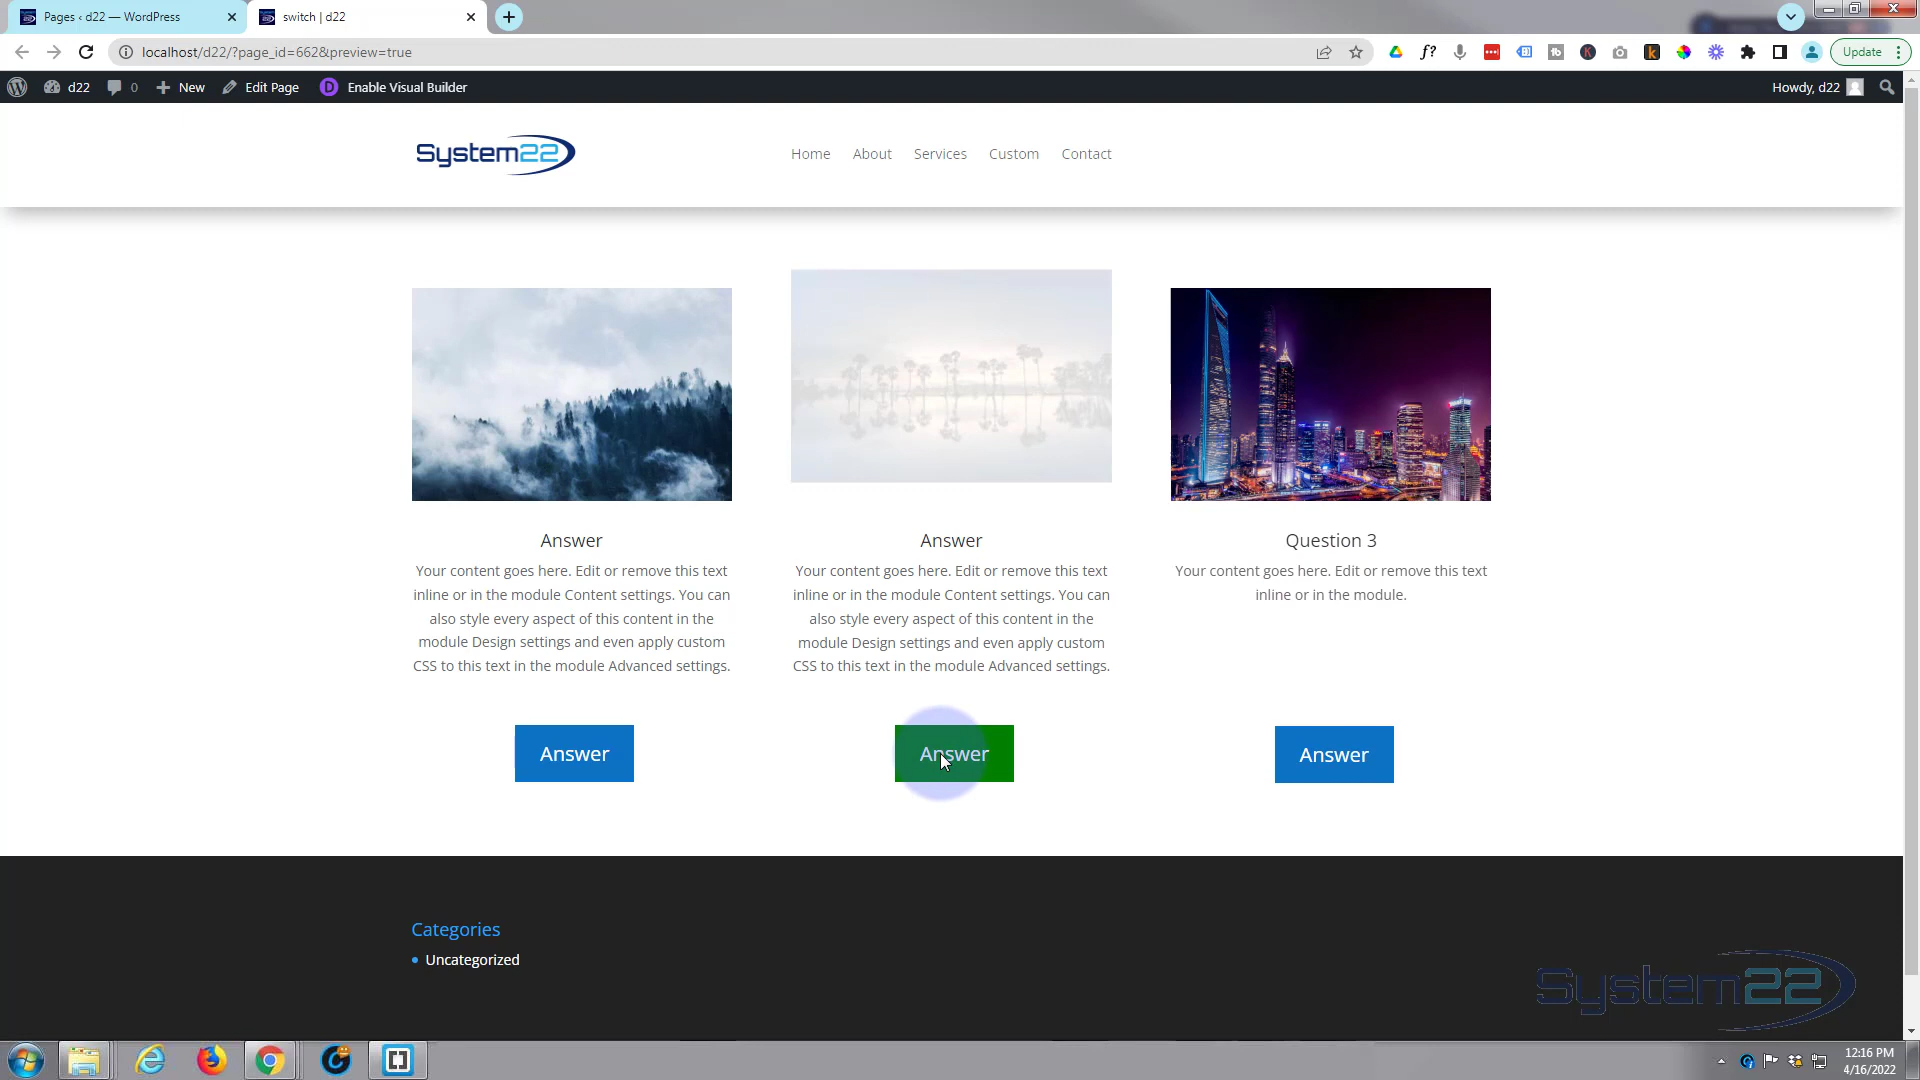 Pages ‹ d22 — WordPress
switch | d22
localhost/d22/?page_id=662&preview=true
Update
d22
0
New
Edit Page
Enable Visual Builder
Howdy, d22
System22
Home
About
Services
Custom
Contact
Answer
Your content goes here. Edit or remove this text
inline or in the module Content settings. You can
also style every aspect of this content in the
module Design settings and even apply custom
CSS to this text in the module Advanced settings.
Answer
Answer
Your content goes here. Edit or remove this text
inline or in the module Content settings. You can
also style every aspect of this content in the
module Design settings and even apply custom
CSS to this text in the module Advanced settings.
Answer
Question 3
Your content goes here. Edit or remove this text
inline or in the module.
Answer
Categories
Uncategorized
System22
12:16 PM
4/16/2022